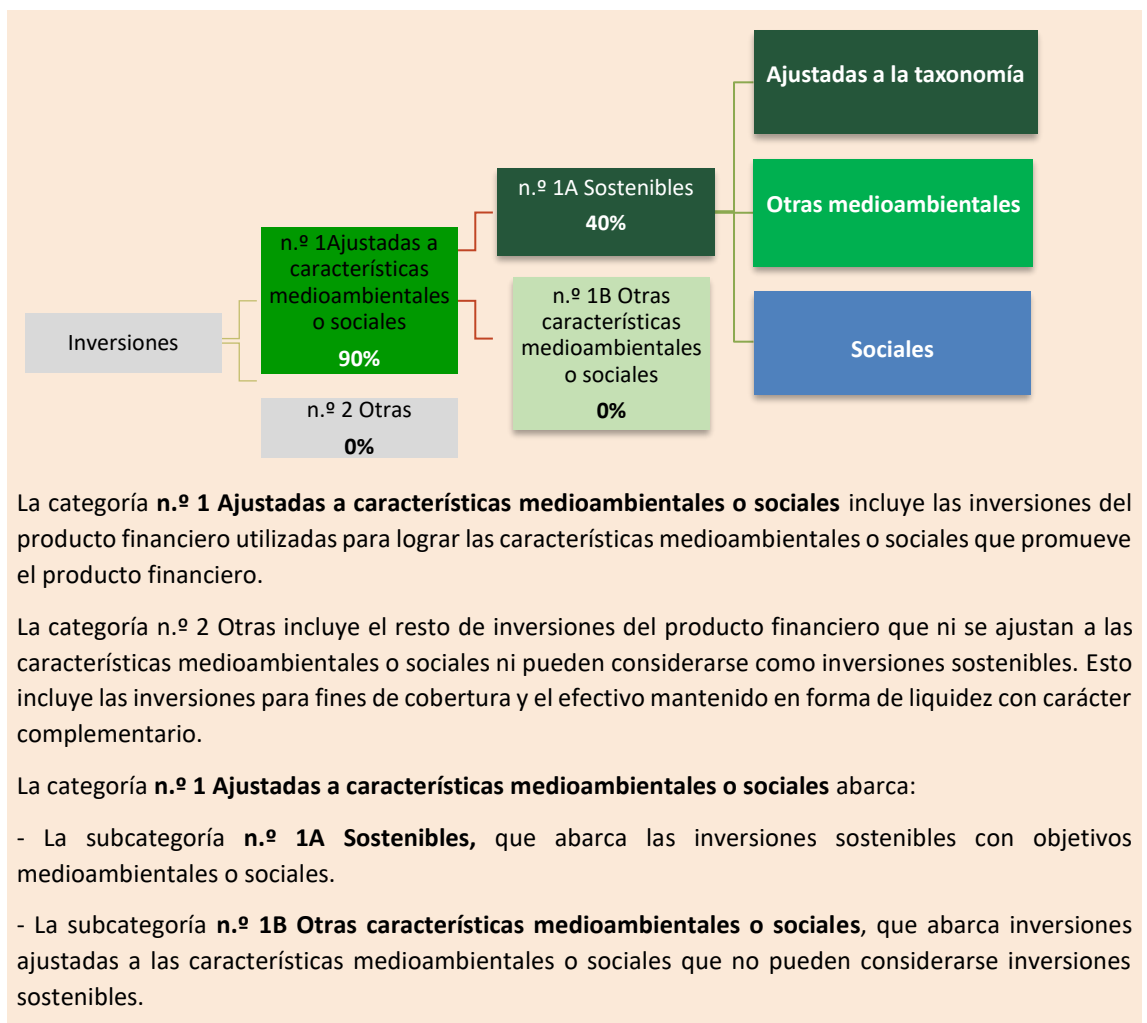 Ajustadas a la taxonomía
n.º 1A Sostenibles
40%
Otras medioambientales
n.º 1Ajustadas a
características
medioambientales
o sociales
90%
Inversiones
n.º 1B Otras
características
medioambientales
o sociales
0%
Sociales
n.º 2 Otras
0%
La categoría n.º 1 Ajustadas a características medioambientales o sociales incluye las inversiones del
producto financiero utilizadas para lograr las características medioambientales o sociales que promueve
el producto financiero.
La categoría n.º 2 Otras incluye el resto de inversiones del producto financiero que ni se ajustan a las
características medioambientales o sociales ni pueden considerarse como inversiones sostenibles. Esto
incluye las inversiones para fines de cobertura y el efectivo mantenido en forma de liquidez con carácter
complementario.
La categoría n.º 1 Ajustadas a características medioambientales o sociales abarca:
- La subcategoría n.º 1A Sostenibles, que abarca las inversiones sostenibles con objetivos
medioambientales o sociales.
- La subcategoría n.º 1B Otras características medioambientales o sociales, que abarca inversiones
ajustadas a las características medioambientales o sociales que no pueden considerarse inversiones
sostenibles.